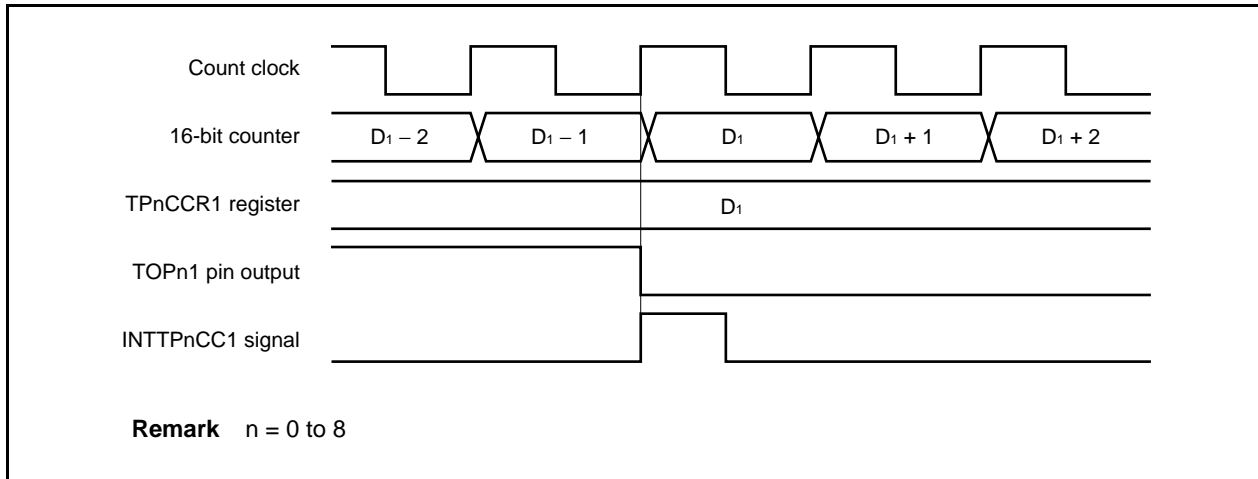 Count clock
16-bit counter D₁ − 2 D₁ − 1 D₁ D₁ + 1 D₁ + 2
TPnCCR1 register D₁
TOPn1 pin output
INTTPnCC1 signal
Remark n = 0 to 8